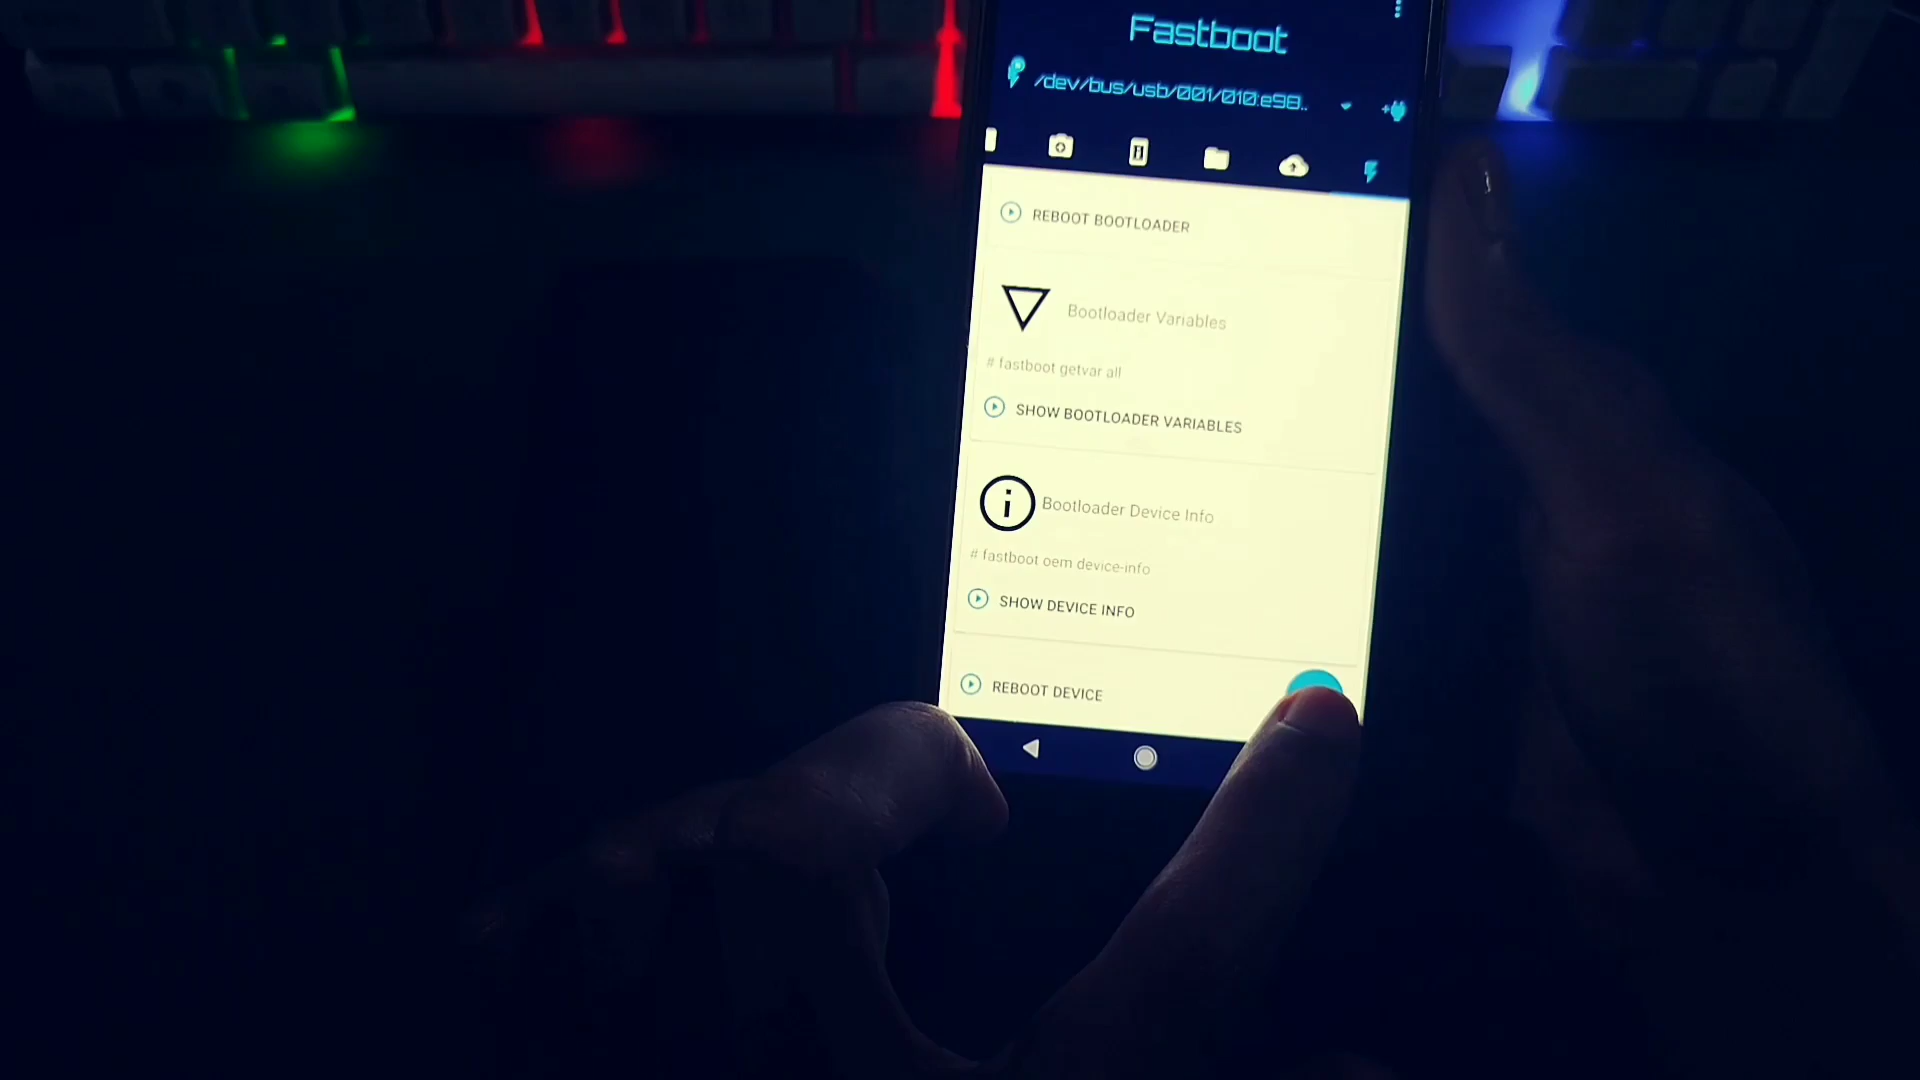 Fastboot
/dev/bus/usb/001/010:e98..
REBOOT BOOTLOADER
Bootloader Variables
# fastboot getvar all
SHOW BOOTLOADER VARIABLES
Bootloader Device Info
# fastboot oem device-info
SHOW DEVICE INFO
REBOOT DEVICE